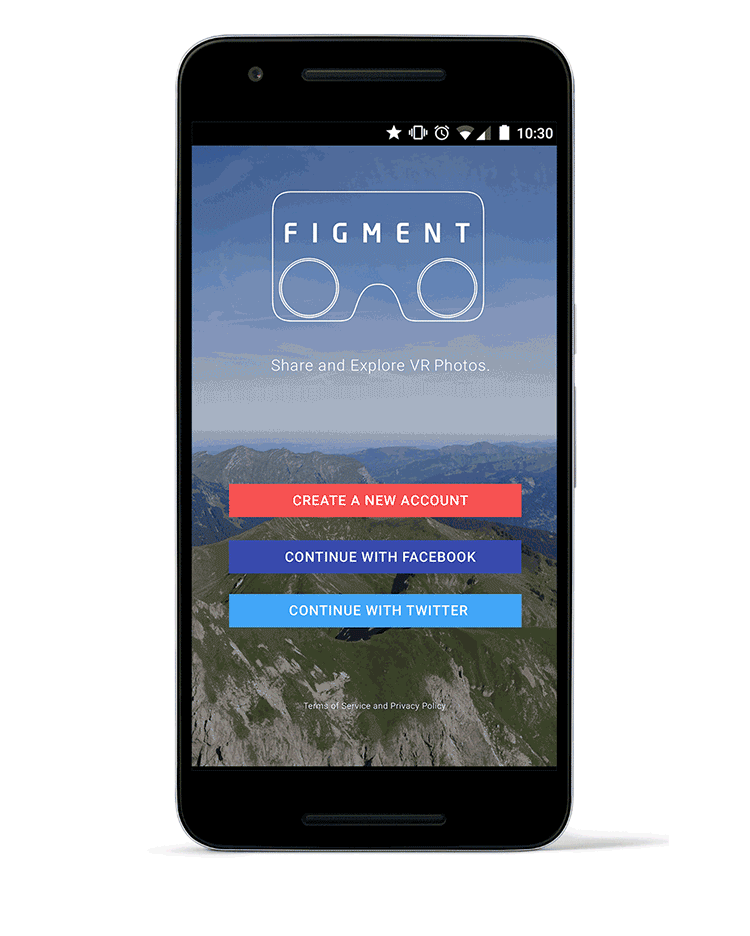 10:30
FIGMENT
Share and Explore VR Photos.
CREATE A NEW ACCOUNT
CONTINUE WITH FACEBOOK
CONTINUE WITH TWITTER
Terms of Service and Privacy Policy